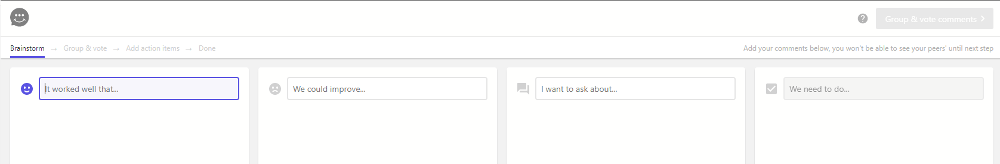 Group & vote comments
Brainstorm → Group & vote → Add action items → Done
Add your comments below, you won't be able to see your peers' until next step
It worked well that...
We could improve...
I want to ask about...
We need to do...